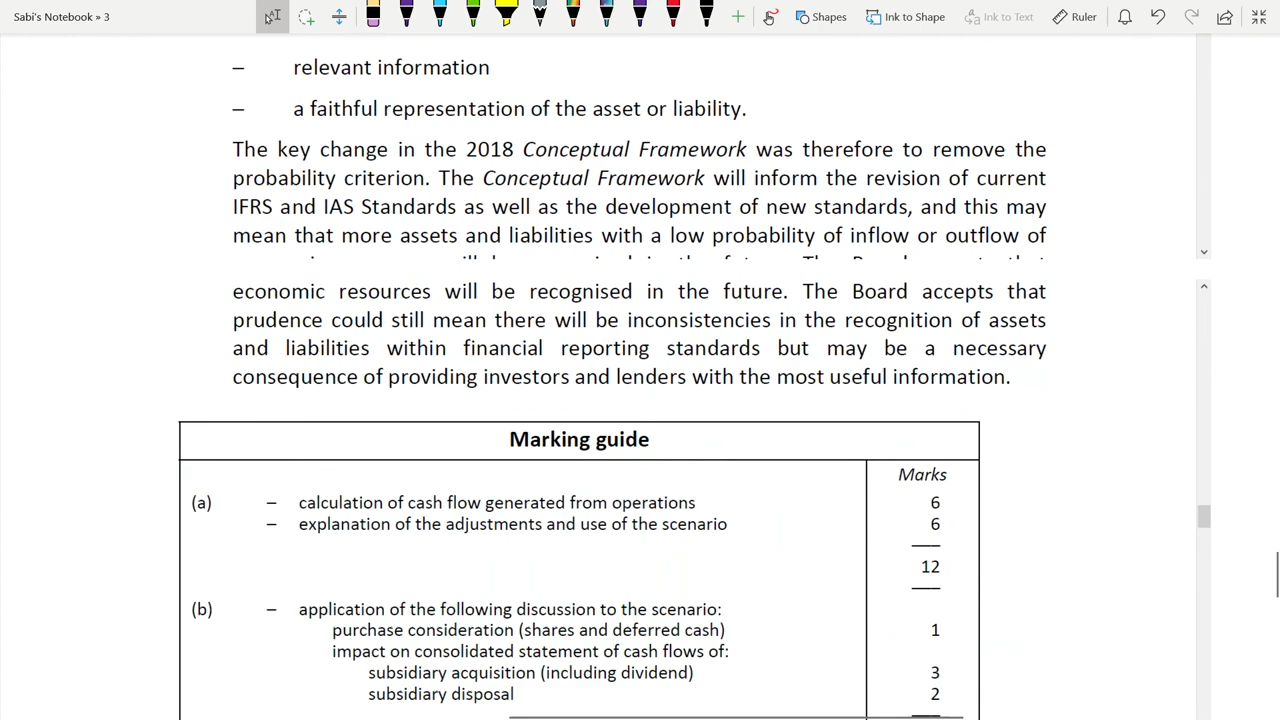 Sabi's Notebook » 3
Shapes
Ink to Shape
Ink to Text
Ruler
– relevant information
– a faithful representation of the asset or liability.
The key change in the 2018 Conceptual Framework was therefore to remove the
probability criterion. The Conceptual Framework will inform the revision of current
IFRS and IAS Standards as well as the development of new standards, and this may
mean that more assets and liabilities with a low probability of inflow or outflow of
economic resources will be recognised in the future. The Board accepts that
prudence could still mean there will be inconsistencies in the recognition of assets
and liabilities within financial reporting standards but may be a necessary
consequence of providing investors and lenders with the most useful information.
Marking guide
Marks
(a) – calculation of cash flow generated from operations 6
– explanation of the adjustments and use of the scenario 6
12
(b) – application of the following discussion to the scenario:
purchase consideration (shares and deferred cash) 1
impact on consolidated statement of cash flows of:
subsidiary acquisition (including dividend) 3
subsidiary disposal 2